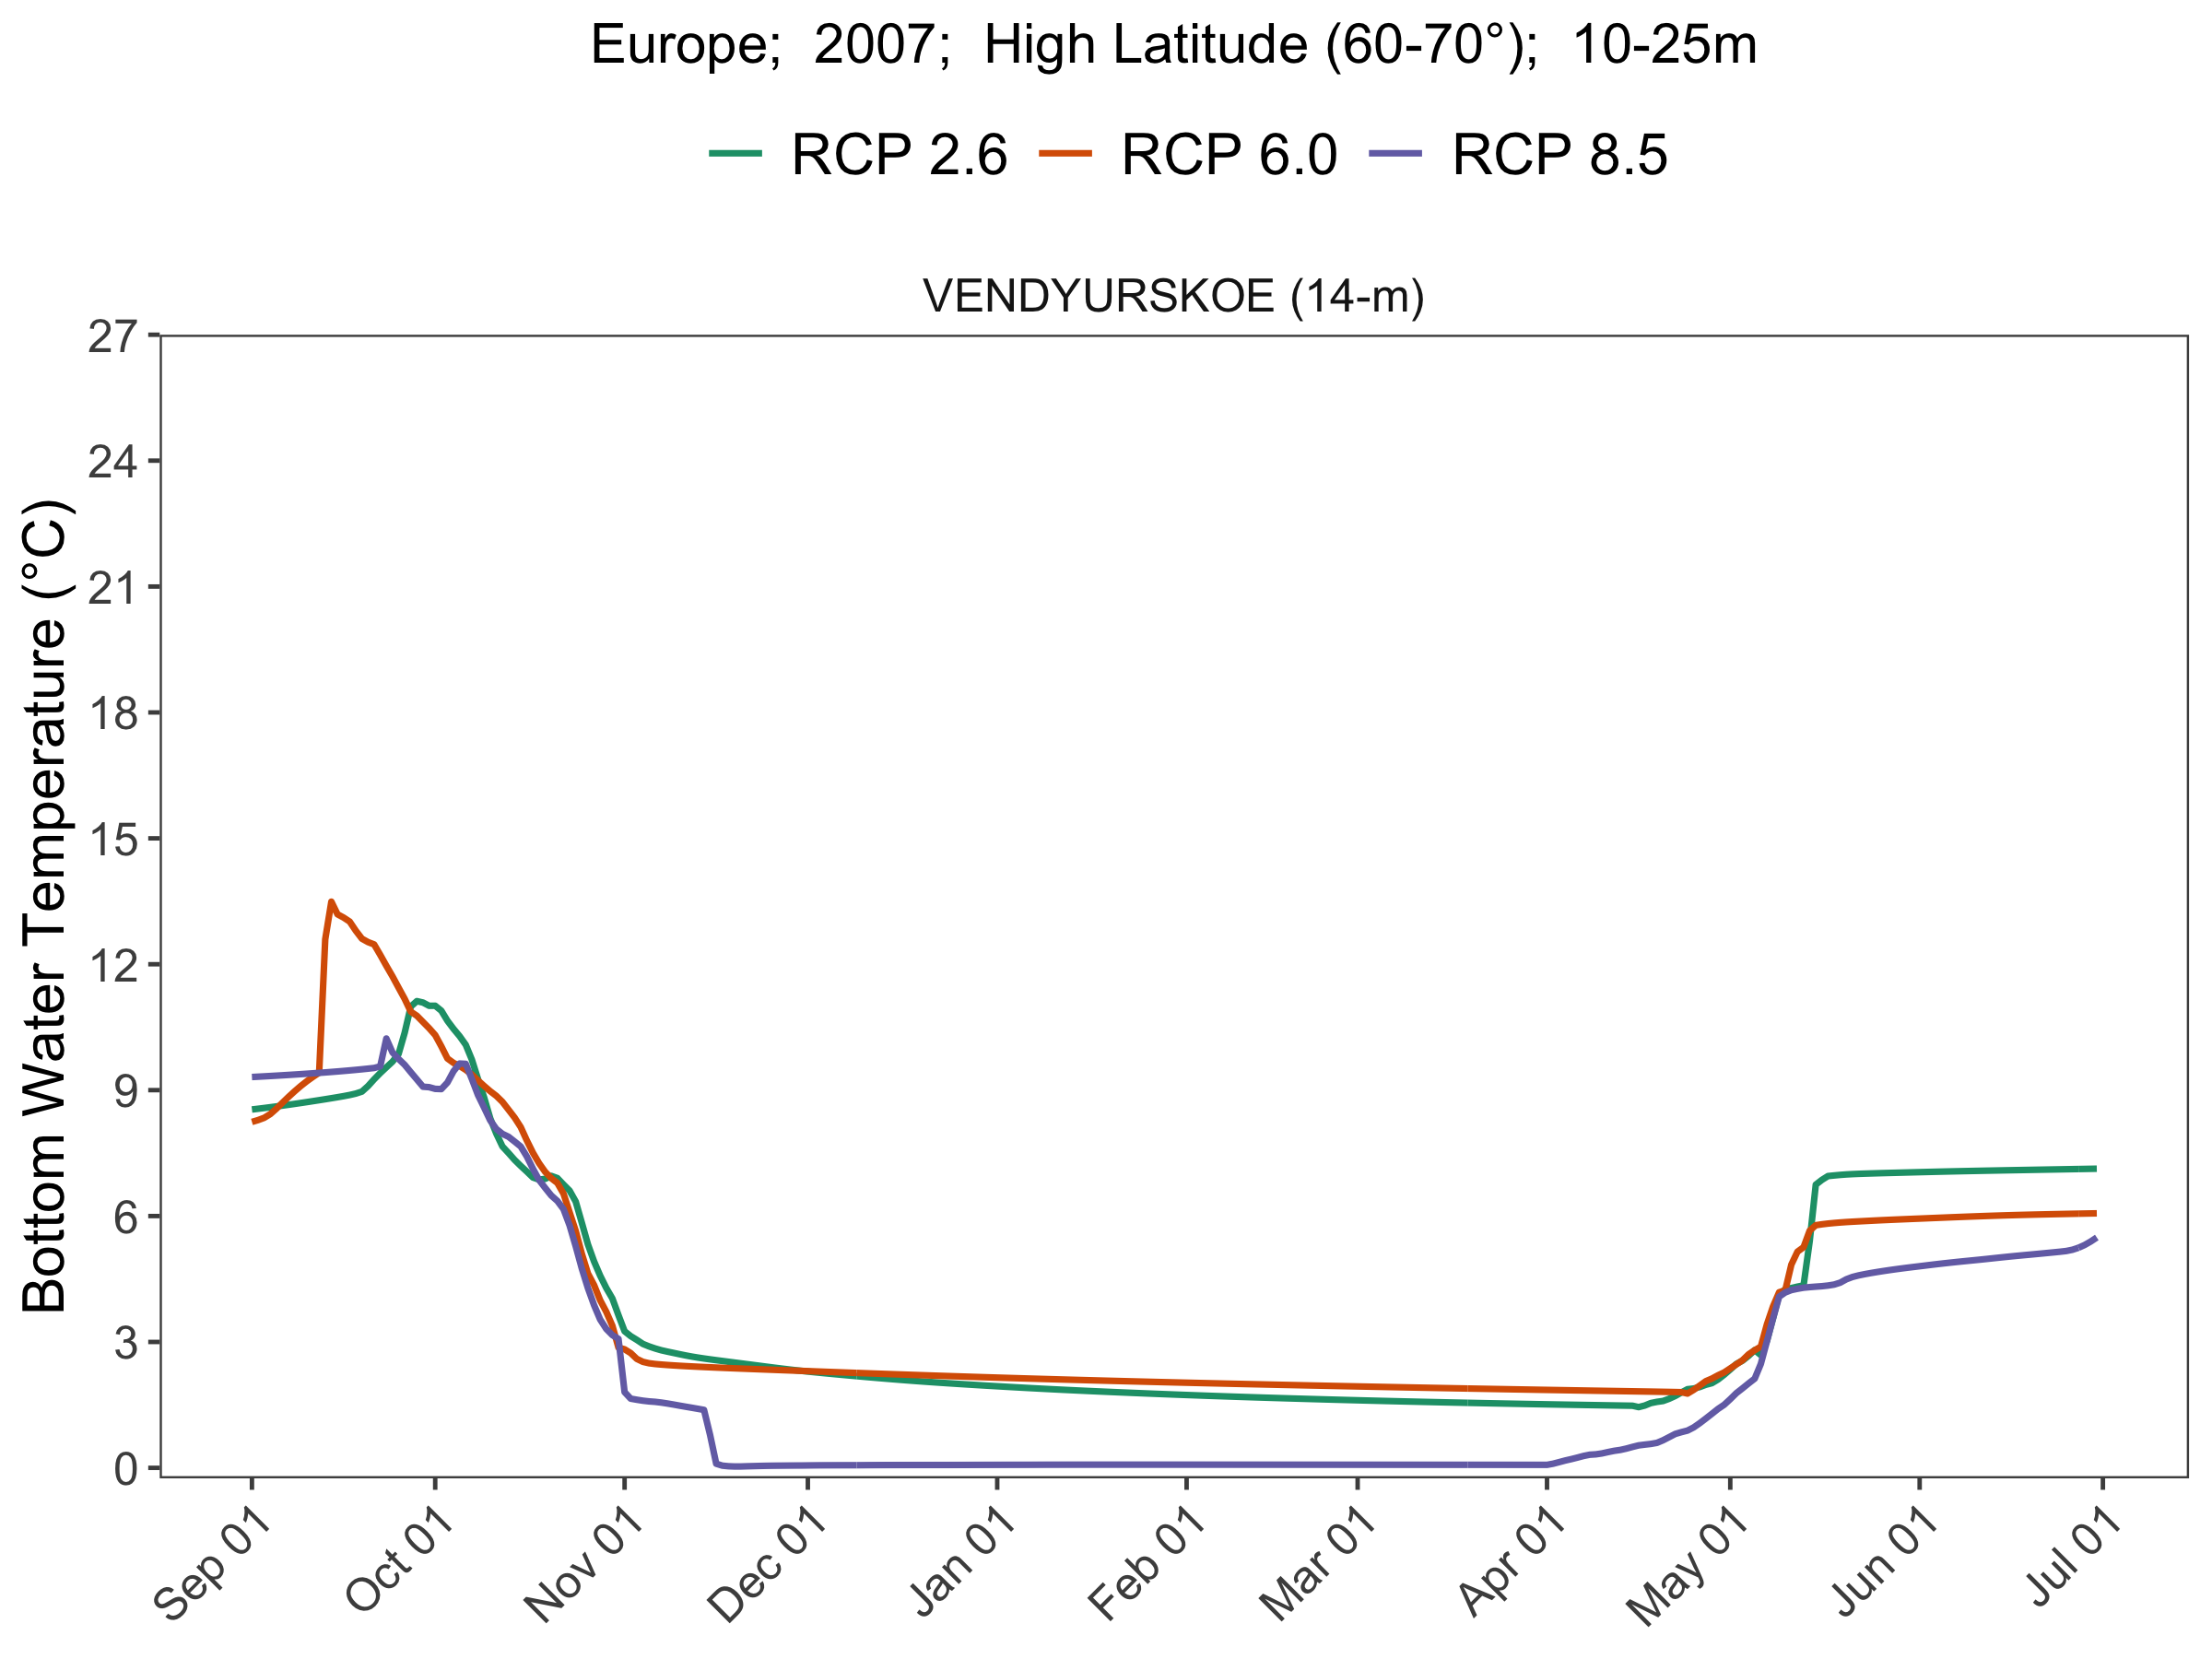 Europe;  2007;  High Latitude (60-70°);  10-25m
RCP 2.6 RCP 6.0 RCP 8.5
VENDYURSKOE (14-m)
Bottom Water Temperature (°C)
27
24
21
18
15
12
9
6
3
0
Sep 01 Oct 01 Nov 01 Dec 01 Jan 01 Feb 01 Mar 01 Apr 01 May 01 Jun 01 Jul 01